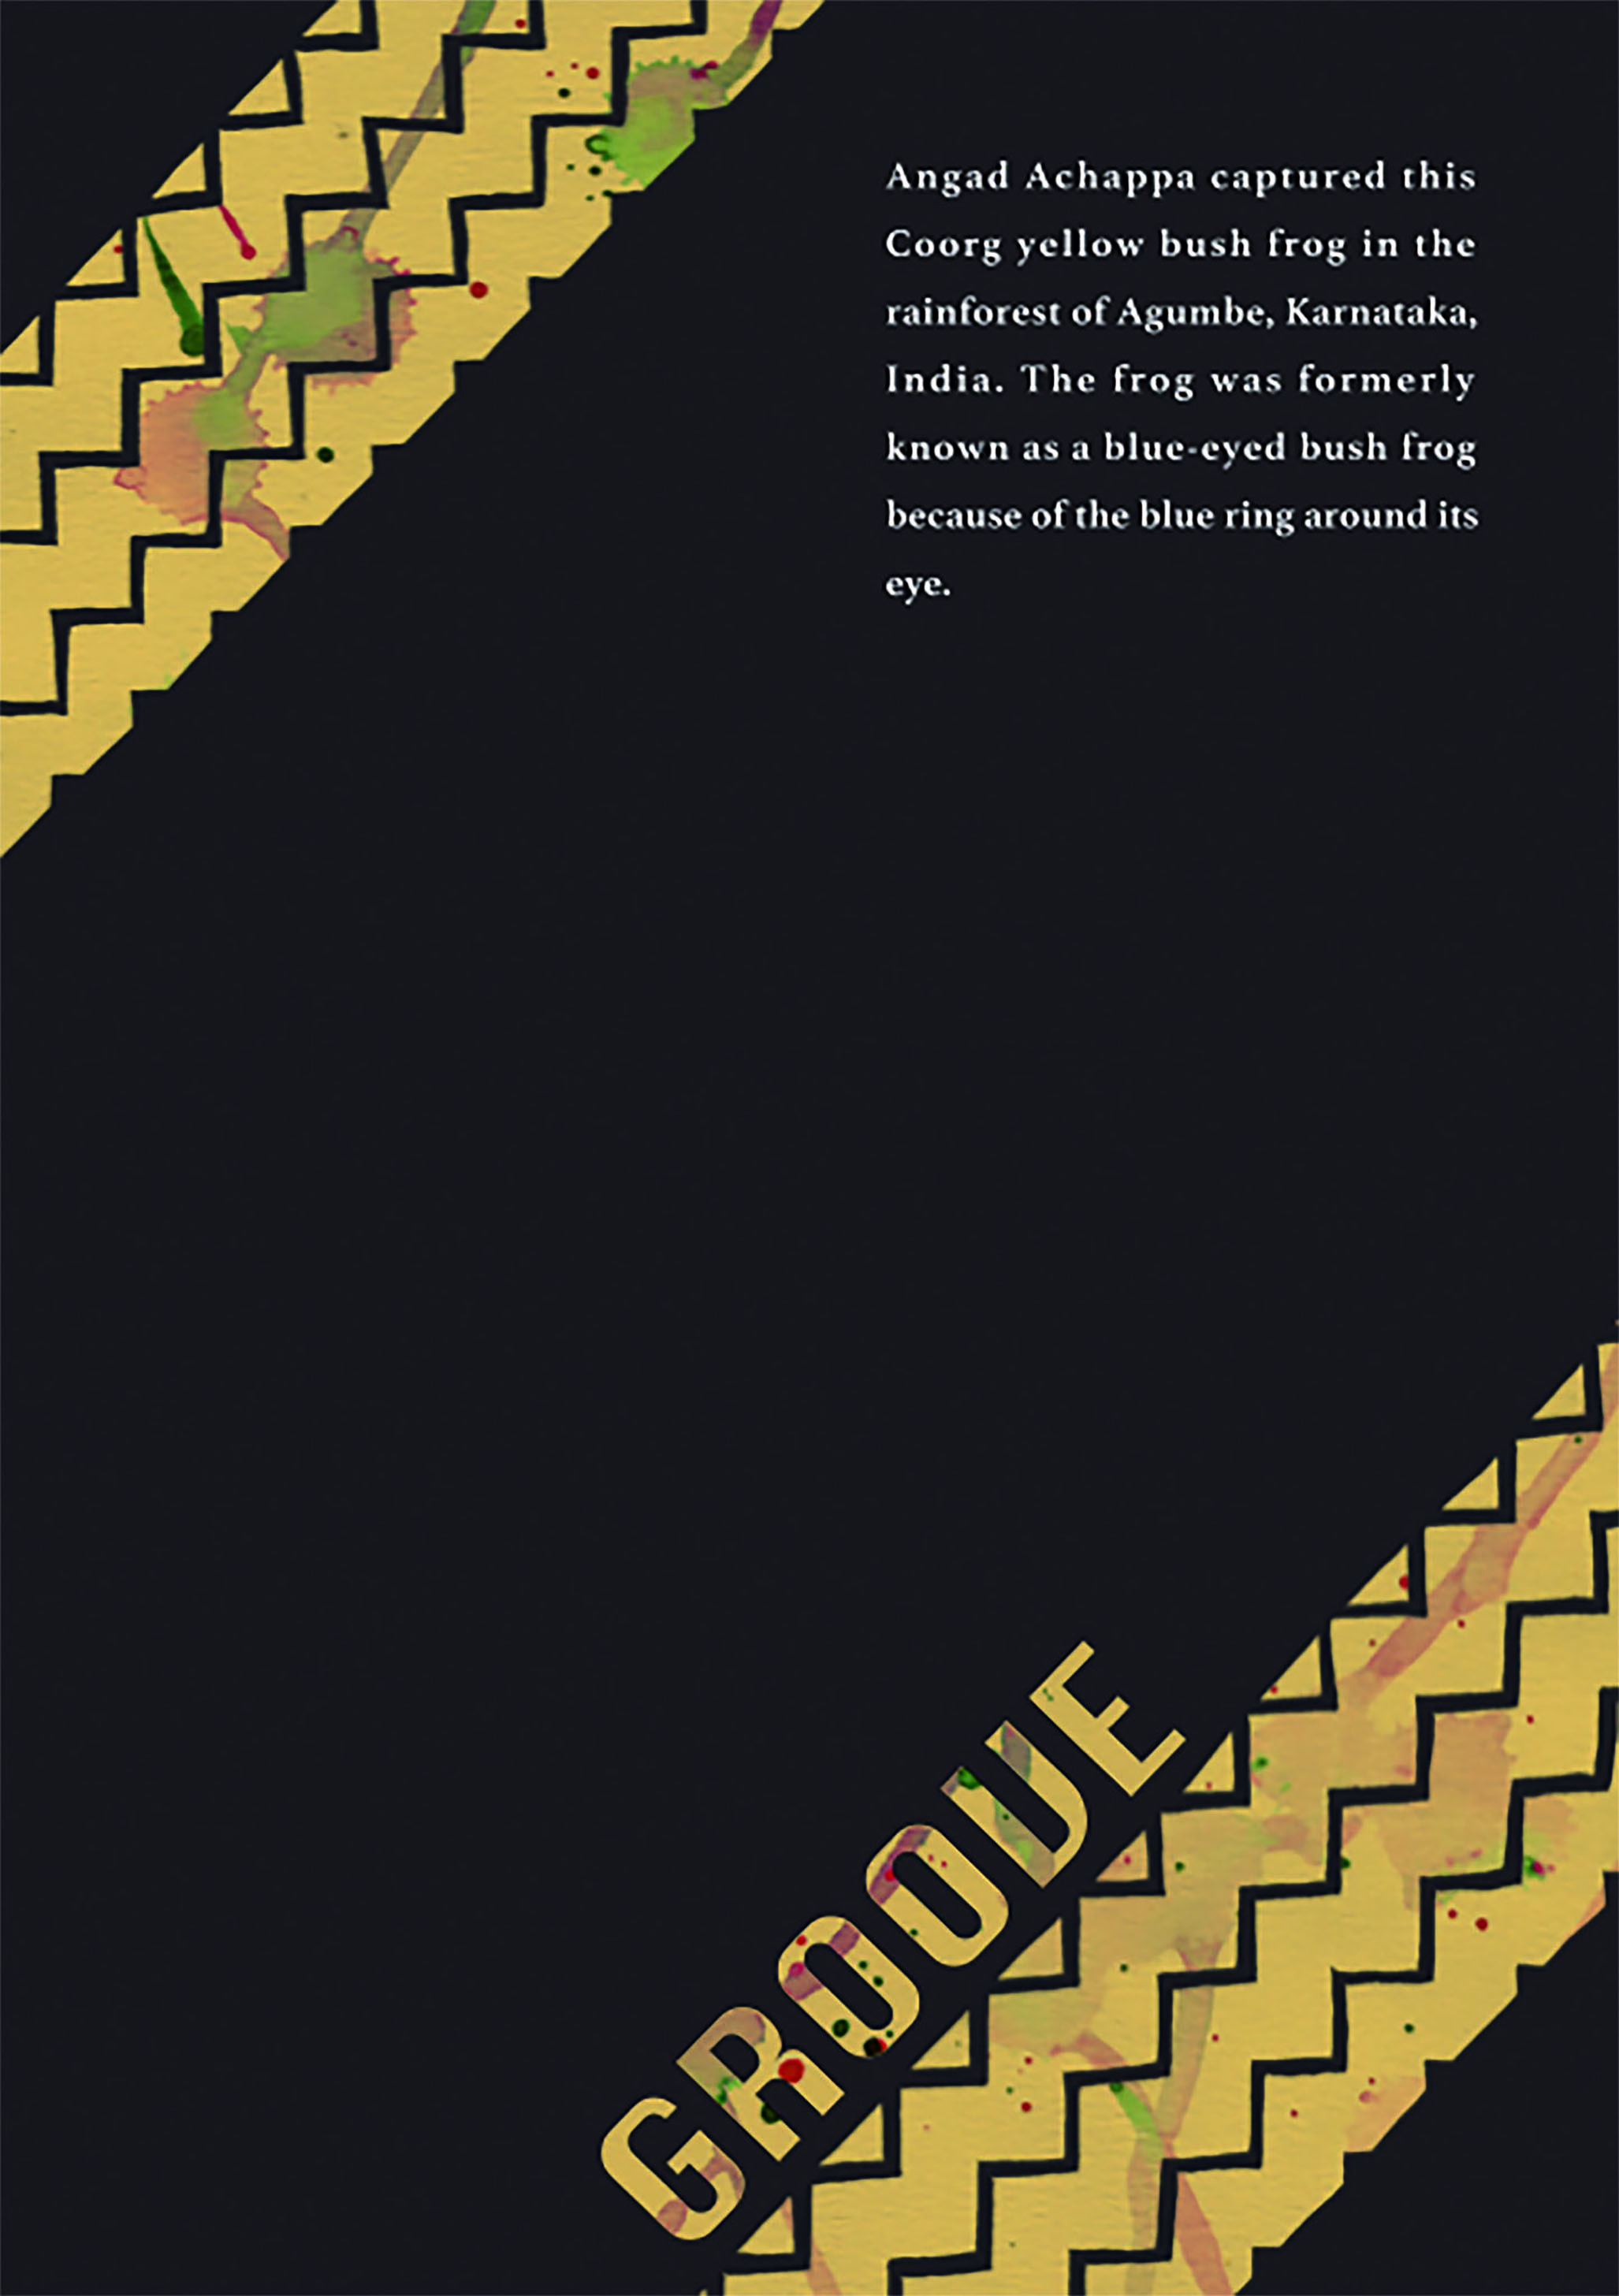 Angad Achappa captured this
Coorg yellow bush frog in the
rainforest of Agumbe, Karnataka,
India. The frog was formerly
known as a blue-eyed bush frog
because of the blue ring around its
eye.
GROOVE